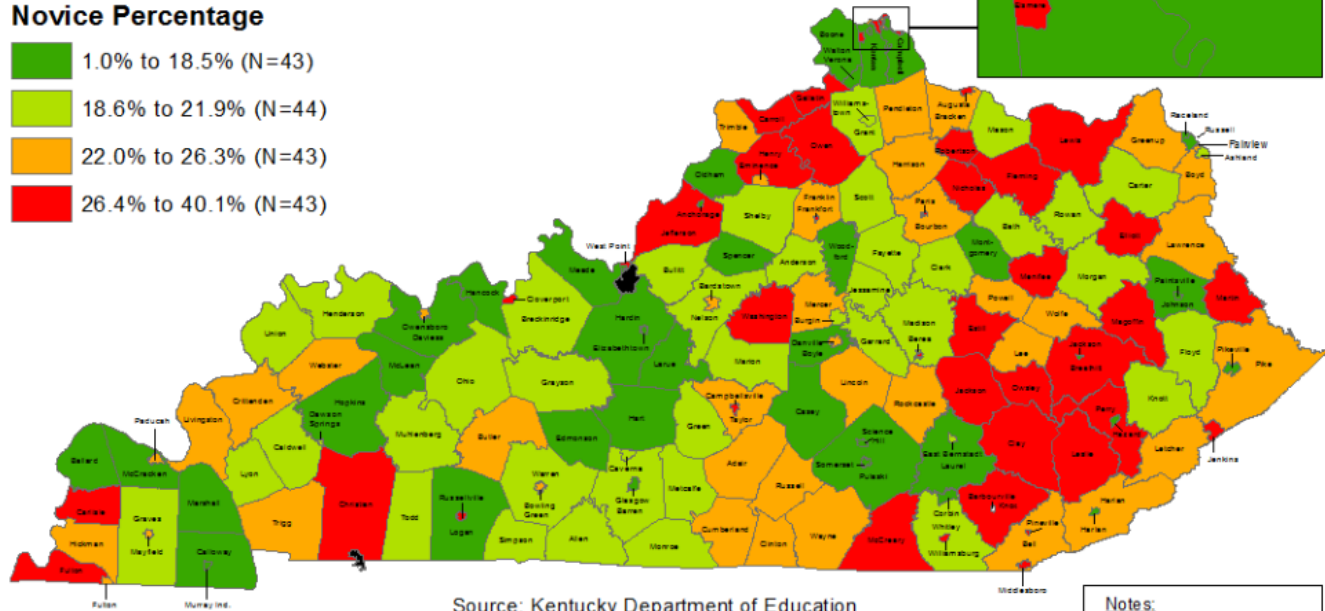 Novice Percentage
1.0% to 18.5% (N=43)
18.6% to 21.9% (N=44)
22.0% to 26.3% (N=43)
26.4% to 40.1% (N=43)
Boone
Walton
Verona
Kenton
Campbell
Gallatin
Carroll
Trimble
Williams-
town
Grant
Pendleton
Augusta
Bracken
Mason
Lewis
Greenup
Raceland
Russell
Fairview
Ashland
Boyd
Owen
Henry
Eminence
Oldham
Harrison
Robertson
Fleming
Nicholas
Carter
Rowan
Elliott
Lawrence
Anchorage
Jefferson
Shelby
Franklin
Frankfort
Scott
Paris
Bourbon
Bath
West Point
Meade
Bullitt
Spencer
Anderson
Wood-
ford
Fayette
Clark
Mont-
gomery
Menifee
Morgan
Paintsville
Johnson
Martin
Hancock
Cloverport
Breckinridge
Hardin
Bardstown
Nelson
Washington
Mercer
Burgin
Jessamine
Madison
Berea
Powell
Wolfe
Magoffin
Henderson
Union
Owensboro
Daviess
Elizabethtown
Larue
Marion
Danville
Boyle
Garrard
Estill
Lee
Jackson
Breathitt
Floyd
Pikeville
Pike
Webster
McLean
Ohio
Grayson
Lincoln
Rockcastle
Jackson
Owsley
Knott
Crittenden
Hopkins
Dawson
Springs
Campbellsville
Taylor
Casey
Perry
Hazard
Livingston
Paducah
Caldwell
Muhlenberg
Butler
Edmonson
Hart
Green
Science
Hill
Somerset
Pulaski
East Bernstadt
Laurel
Clay
Leslie
Letcher
Jenkins
Ballard
McCracken
Lyon
Warren
Bowling
Green
Caverna
Glasgow
Barren
Metcalfe
Adair
Russell
Marshall
Carlisle
Graves
Mayfield
Trigg
Christian
Todd
Russellville
Logan
Simpson
Allen
Monroe
Cumberland
Clinton
Wayne
McCreary
Corbin
Whitley
Williamsburg
Barbourville
Knox
Pineville
Bell
Harlan
Harlan
Hickman
Calloway
Fulton
Fulton
Murray Ind.
Middlesboro
Source: Kentucky Department of Education
Notes: